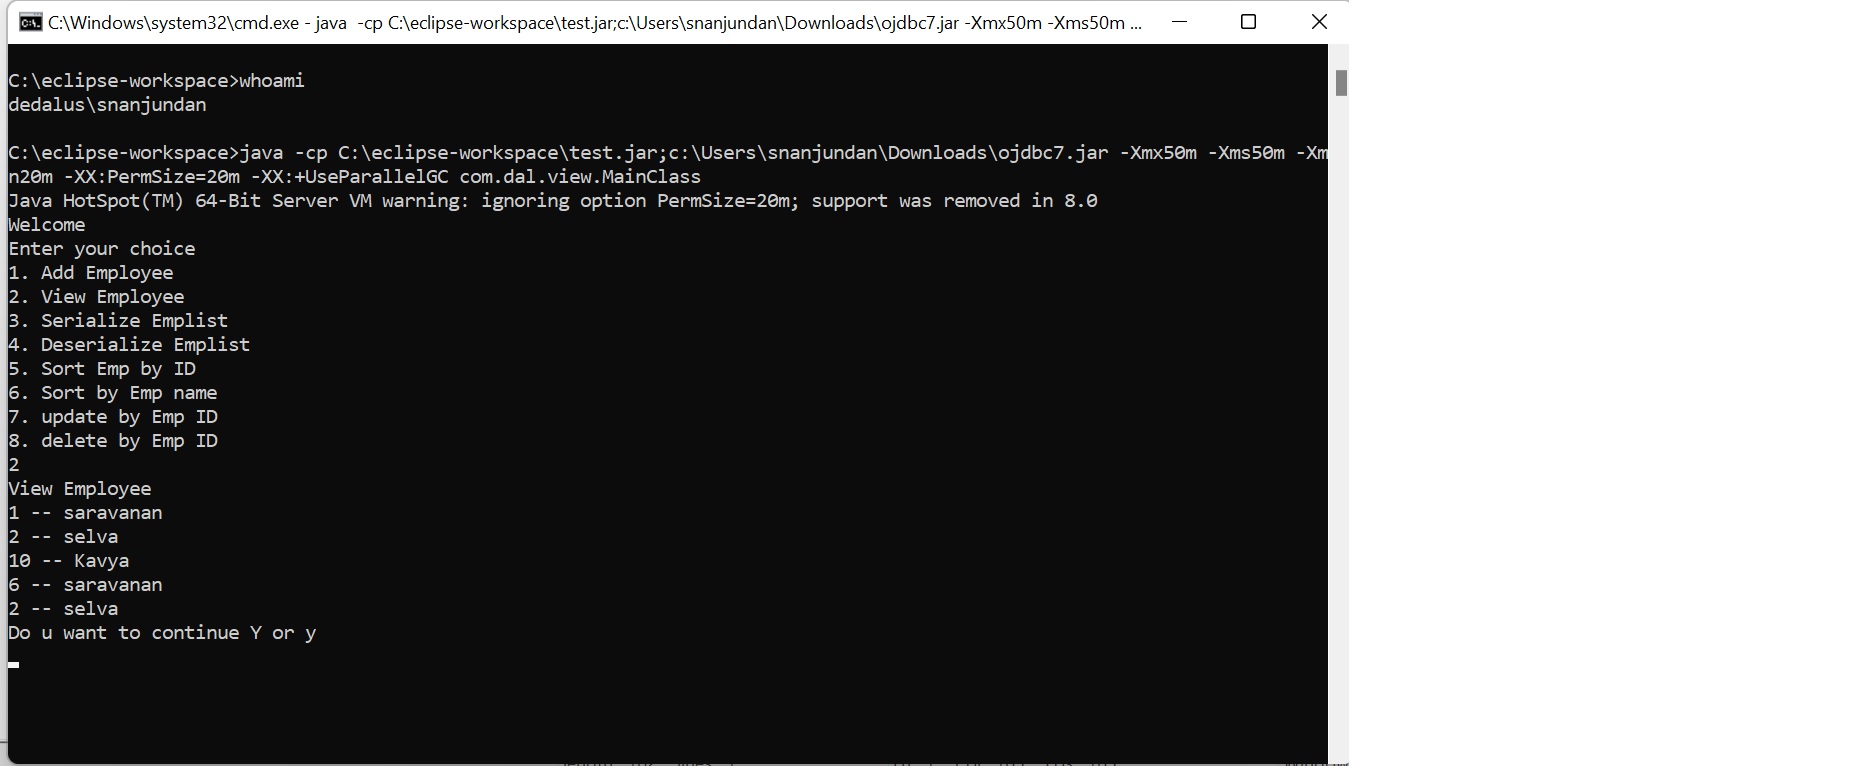 C:\Windows\system32\cmd.exe - java  -cp C:\eclipse-workspace\test.jar;c:\Users\snanjundan\Downloads\ojdbc7.jar -Xmx50m -Xms50m ...
C:\eclipse-workspace>whoami
dedalus\snanjundan
C:\eclipse-workspace>java -cp C:\eclipse-workspace\test.jar;c:\Users\snanjundan\Downloads\ojdbc7.jar -Xmx50m -Xms50m -Xm
n20m -XX:PermSize=20m -XX:+UseParallelGC com.dal.view.MainClass
Java HotSpot(TM) 64-Bit Server VM warning: ignoring option PermSize=20m; support was removed in 8.0
Welcome
Enter your choice
1. Add Employee
2. View Employee
3. Serialize Emplist
4. Deserialize Emplist
5. Sort Emp by ID
6. Sort by Emp name
7. update by Emp ID
8. delete by Emp ID
2
View Employee
1 -- saravanan
2 -- selva
10 -- Kavya
6 -- saravanan
2 -- selva
Do u want to continue Y or y